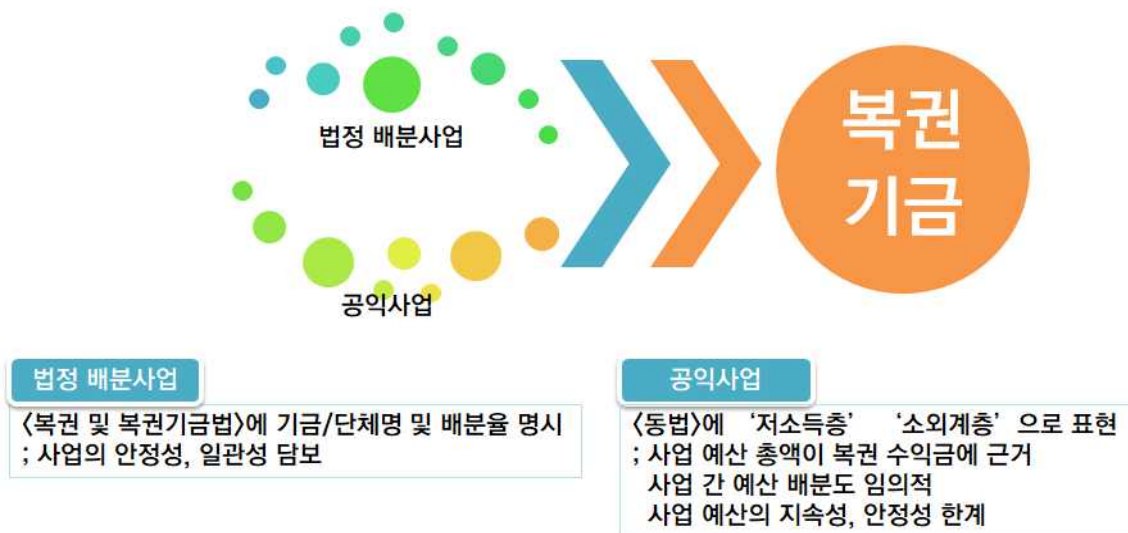 법정 배분사업
공익사업
복권
기금
법정 배분사업
<복권 및 복권기금법>에 기금/단체명 및 배분율 명시
; 사업의 안정성, 일관성 담보
공익사업
<동법>에 ‘저소득층’ ‘소외계층’으로 표현
; 사업 예산 총액이 복권 수익금에 근거
사업 간 예산 배분도 임의적
사업 예산의 지속성, 안정성 한계